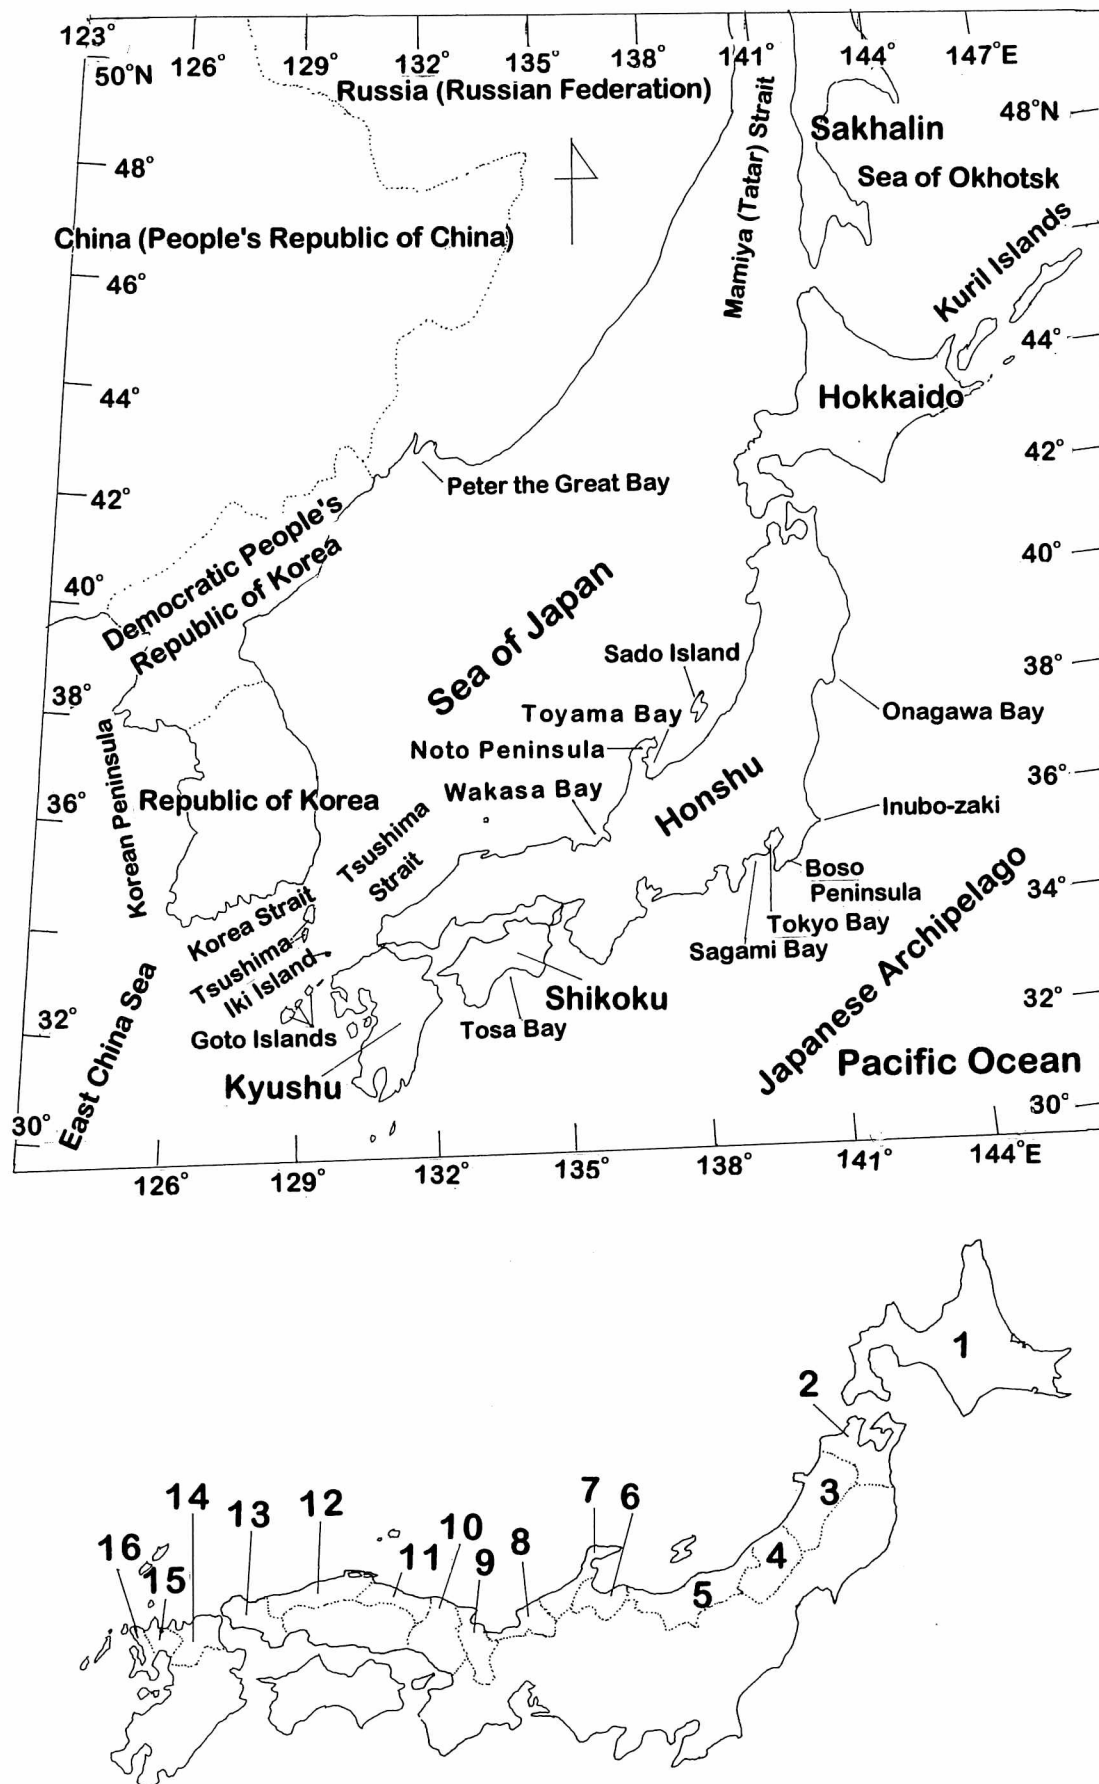 123°
126°
129°
132°
135°
138°
141°
144°
147°E
50°N
Russia (Russian Federation)
48°N
Mamiya (Tatar) Strait
Sakhalin
48°
Sea of Okhotsk
China (People's Republic of China)
Kuril Islands
46°
44°
44°
Hokkaido
42°
42°
Peter the Great Bay
Democratic People's
Republic of Korea
40°
40°
Sea of Japan
Sado Island
38°
38°
Toyama Bay
Onagawa Bay
Noto Peninsula
36°
Wakasa Bay
Honshu
36°
Republic of Korea
Korean Peninsula
Inubo-zaki
Tsushima
Strait
Boso
Peninsula
34°
Korea Strait
Tokyo Bay
Sagami Bay
Tsushima
Iki Island
Japanese Archipelago
Shikoku
32°
32°
Goto Islands
Tosa Bay
East China Sea
Kyushu
Pacific Ocean
30°
30°
126°
129°
132°
135°
138°
141°
144°E
1
2
3
4
5
6
7
8
9
10
11
12
13
14
15
16